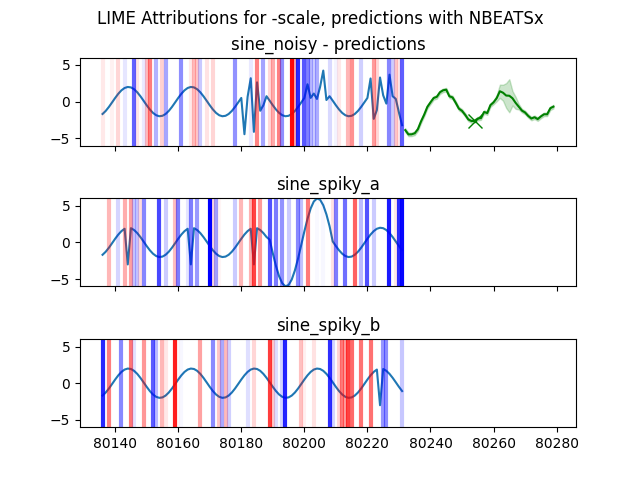 LIME Attributions for -scale, predictions with NBEATSx
sine_noisy - predictions
5
0
−5
sine_spiky_a
5
0
−5
sine_spiky_b
5
0
−5
80140 80160 80180 80200 80220 80240 80260 80280